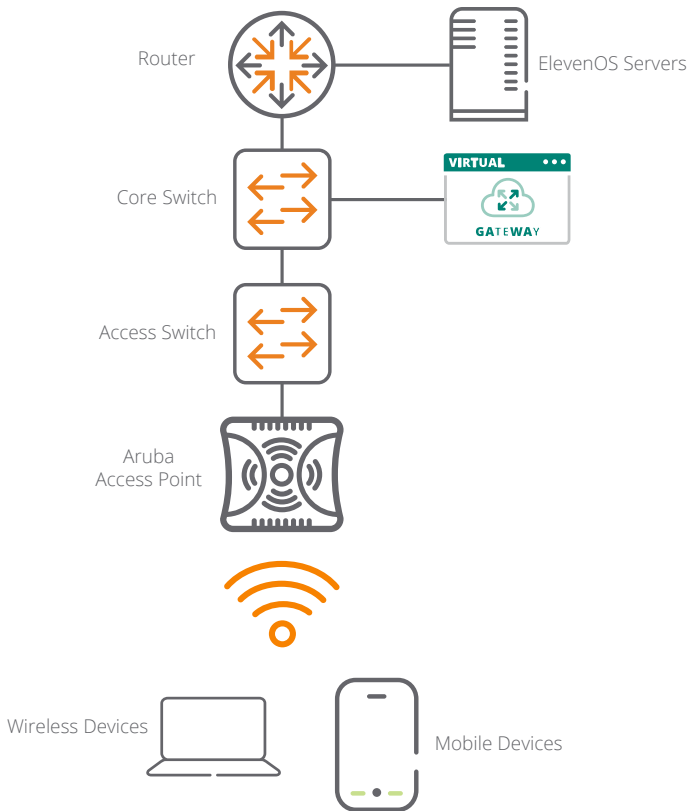 Router
ElevenOS Servers
Core Switch
VIRTUAL
GATEWAY
Access Switch
Aruba
Access Point
Wireless Devices
Mobile Devices